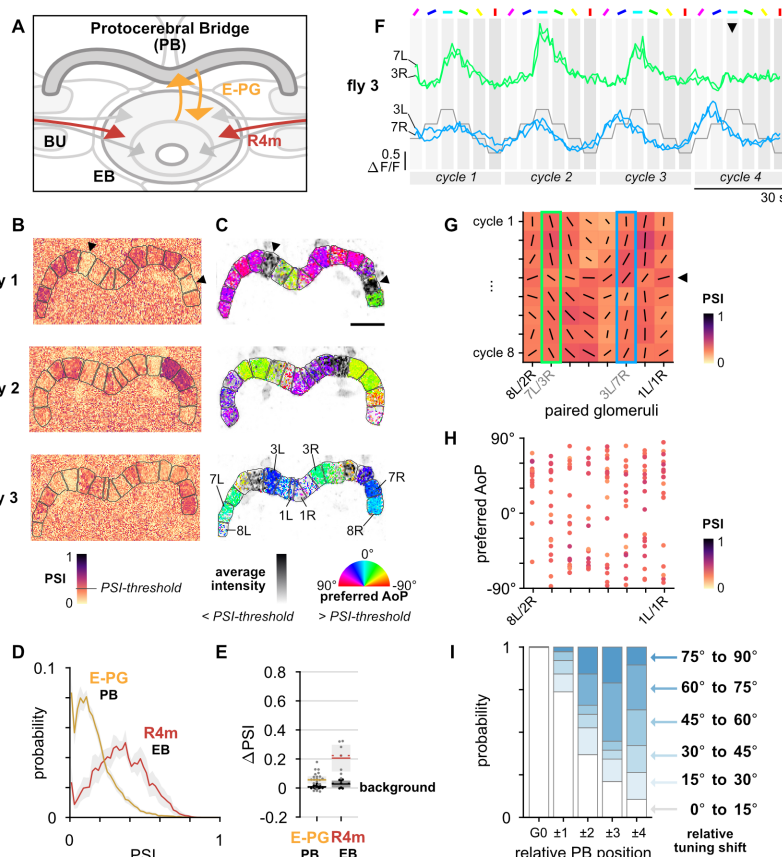 A
Protocerebral Bridge
(PB)
E-PG
BU
R4m
EB
F
7L
3R
fly 3
3L
7R
0.5
ΔF/F
cycle 1
cycle 2
cycle 3
cycle 4
30 s
B
C
y 1
y 2
y 3
3L
3R
7L
7R
1L
1R
8L
8R
1
PSI
0
PSI-threshold
average
intensity
< PSI-threshold
0°
90°
-90°
preferred AoP
> PSI-threshold
G
cycle 1
...
cycle 8
8L/2R
7L/3R
3L/7R
1L/1R
paired glomeruli
PSI
1
0
H
90°
0°
-90°
preferred AoP
8L/2R
1L/1R
PSI
1
0
D
0.1
E-PG
PB
R4m
EB
probability
0
0
1
PSI
E
0.8
0.6
0.4
0.2
0
-0.2
ΔPSI
background
E-PG
PB
R4m
EB
I
1
0
probability
G0
±1
±2
±3
±4
relative PB position
75° to 90°
60° to 75°
45° to 60°
30° to 45°
15° to 30°
0° to 15°
relative
tuning shift